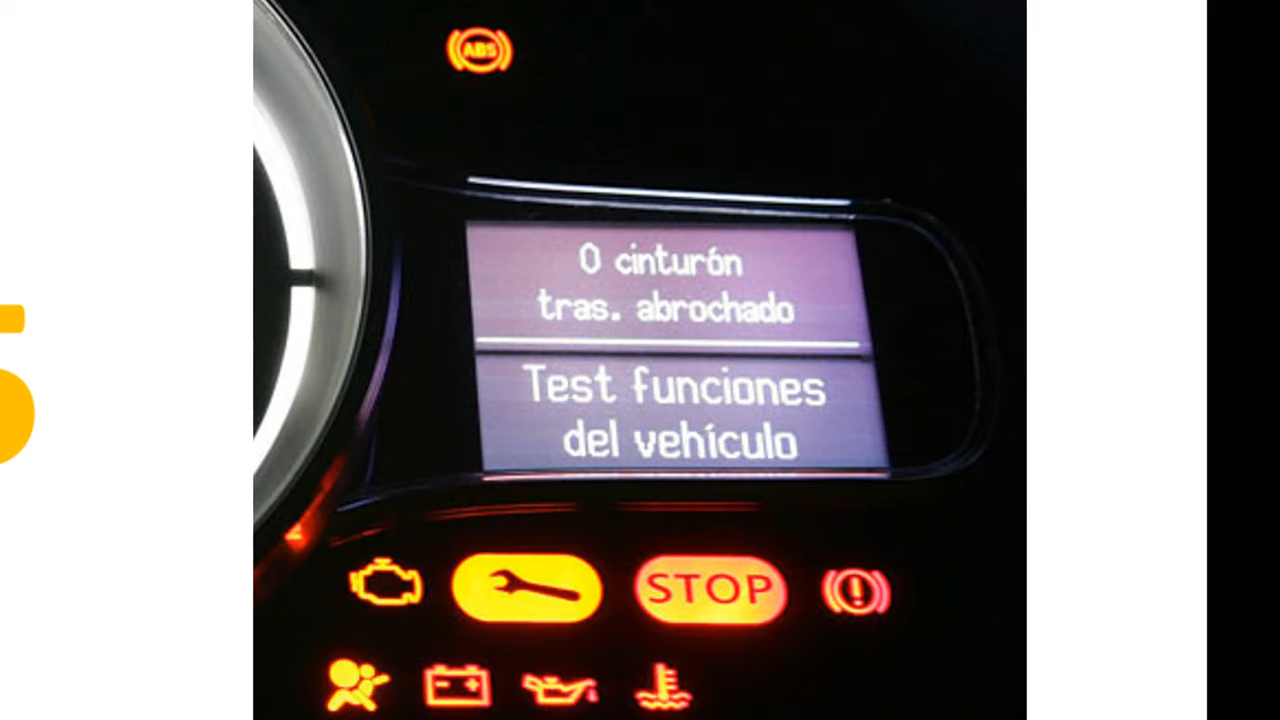 ABS
0 cinturón
tras. abrochado
Test funciones
del vehículo
STOP